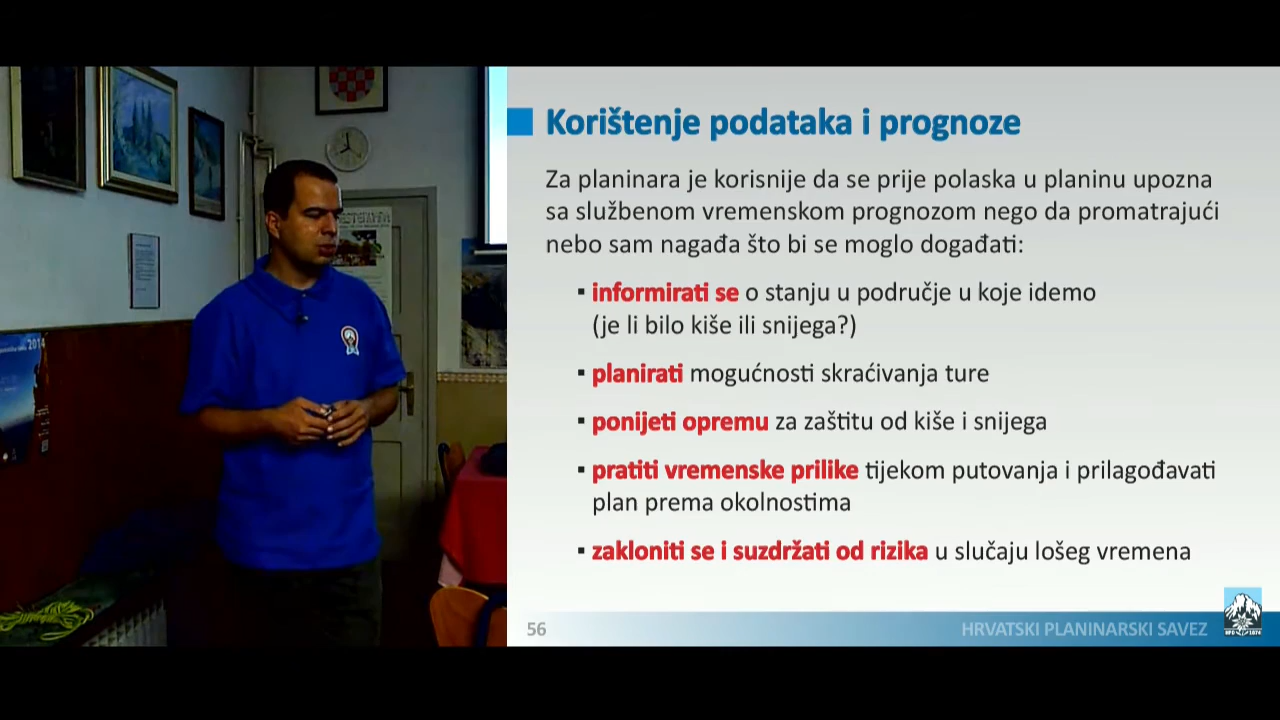 Korištenje podataka i prognoze
Za planinara je korisnije da se prije polaska u planinu upozna
sa službenom vremenskom prognozom nego da promatrajući
nebo sam nagađa što bi se moglo događati:
▪ informirati se o stanju u područje u koje idemo
(je li bilo kiše ili snijega?)
▪ planirati mogućnosti skraćivanja ture
▪ ponijeti opremu za zaštitu od kiše i snijega
▪ pratiti vremenske prilike tijekom putovanja i prilagođavati
plan prema okolnostima
▪ zakloniti se i suzdržati od rizika u slučaju lošeg vremena
56
HRVATSKI PLANINARSKI SAVEZ
HPD 1874
2014